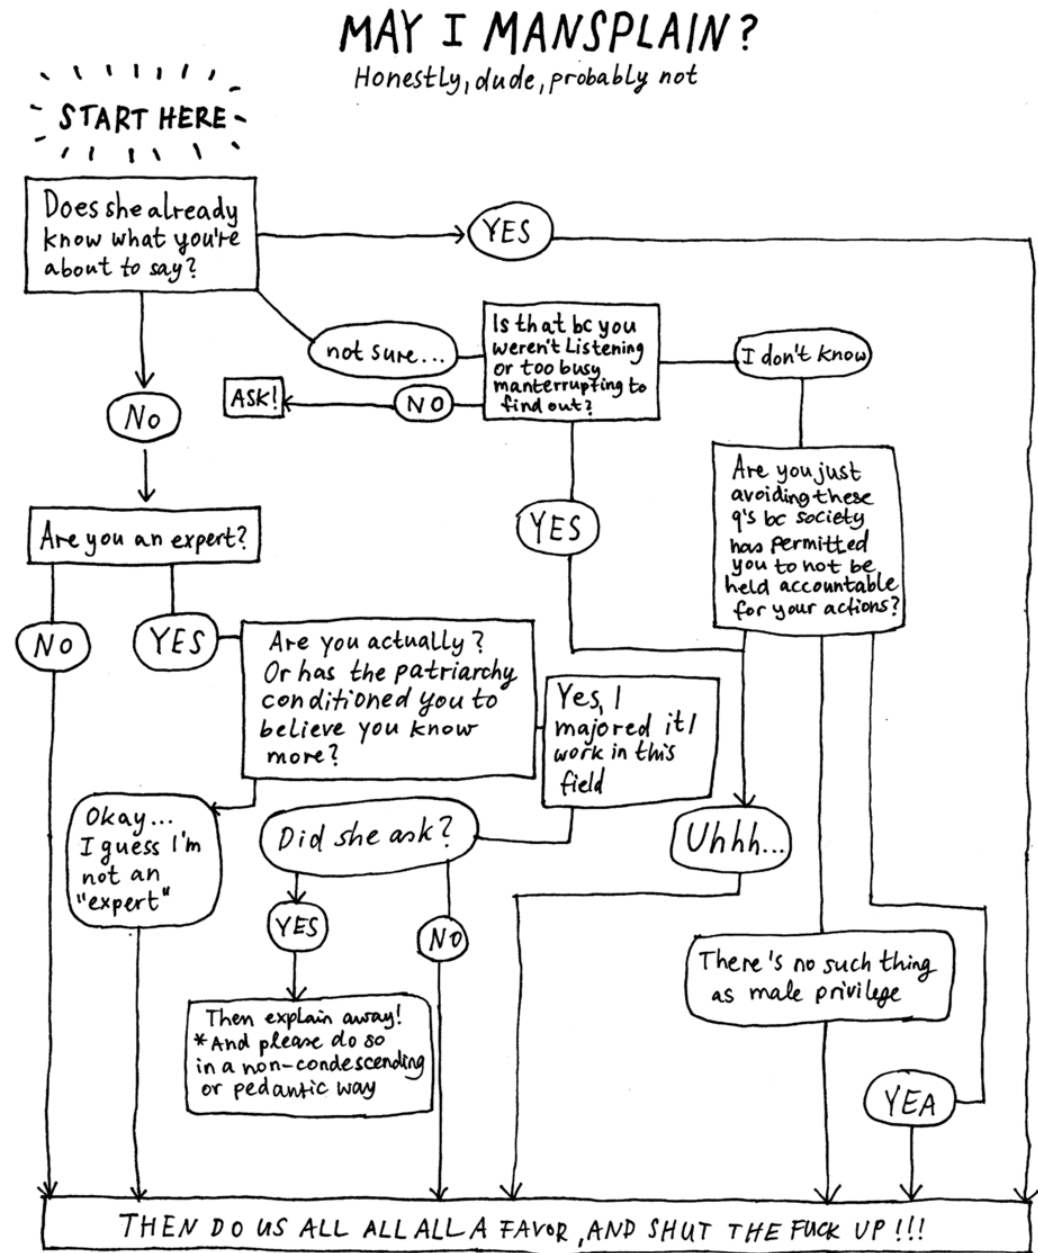 MAY I MANSPLAIN?
Honestly, dude, probably not
START HERE
Does she already
know what you're
about to say?
YES
not sure...
Is that bc you
weren't Listening
or too busy
manterrupting to
find out?
I don't know
ASK!
NO
No
YES
Are you just
avoiding these
q's bc society
has permitted
you to not be
held accountable
for your actions?
Are you an expert?
NO
YES
Are you actually?
Or has the patriarchy
conditioned you to
believe you know
more?
Yes, I
majored it/
work in this
field
Okay...
I guess I'm
not an
"expert"
Did she ask?
Uhhh...
YES
NO
There's no such thing
as male privilege
Then explain away!
*And please do so
in a non-condescending
or pedantic way
YEA
THEN DO US ALL ALL ALL A FAVOR, AND SHUT THE FUCK UP!!!